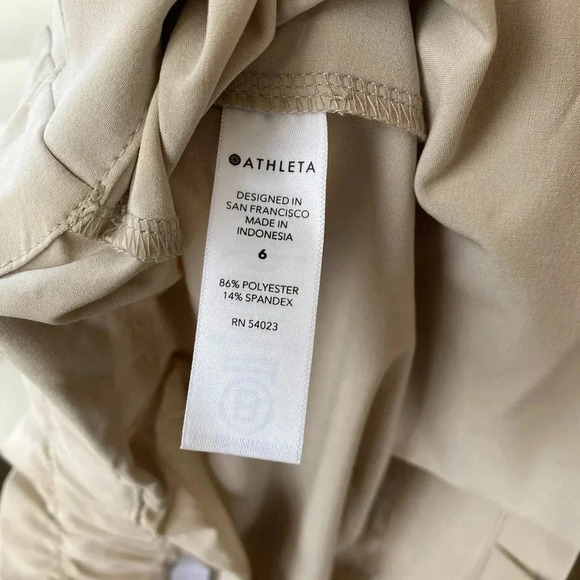 ATHLETA
DESIGNED IN
SAN FRANCISCO
MADE IN
INDONESIA
6
86% POLYESTER
14% SPANDEX
RN 54023